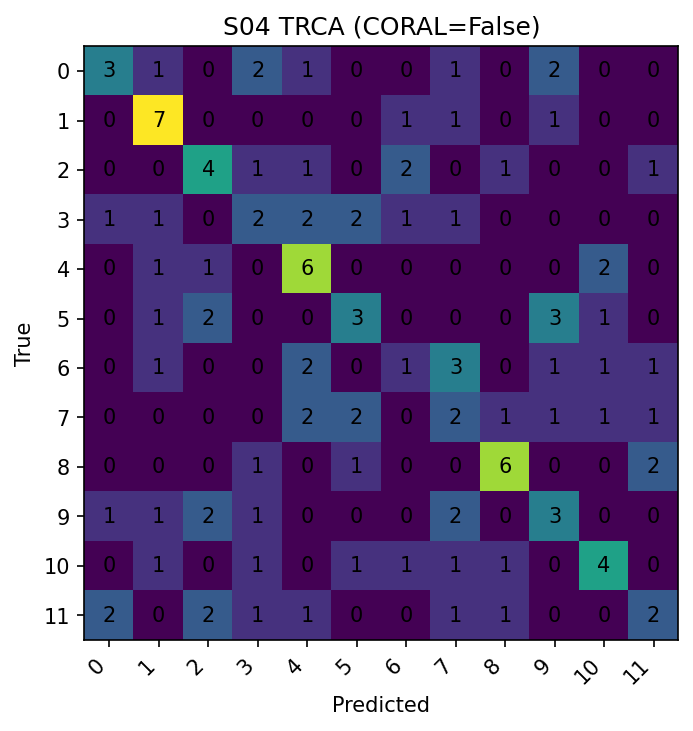 S04 TRCA (CORAL=False)
0 3 1 0 2 1 0 0 1 0 2 0 0
1 0 7 0 0 0 0 1 1 0 1 0 0
2 0 0 4 1 1 0 2 0 1 0 0 1
3 1 1 0 2 2 2 1 1 0 0 0 0
4 0 1 1 0 6 0 0 0 0 0 2 0
5 0 1 2 0 0 3 0 0 0 3 1 0
6 0 1 0 0 2 0 1 3 0 1 1 1
7 0 0 0 0 2 2 0 2 1 1 1 1
8 0 0 0 1 0 1 0 0 6 0 0 2
9 1 1 2 1 0 0 0 2 0 3 0 0
10 0 1 0 1 0 1 1 1 1 0 4 0
11 2 0 2 1 1 0 0 1 1 0 0 2
0 1 2 3 4 5 6 7 8 9 10 11
Predicted
True